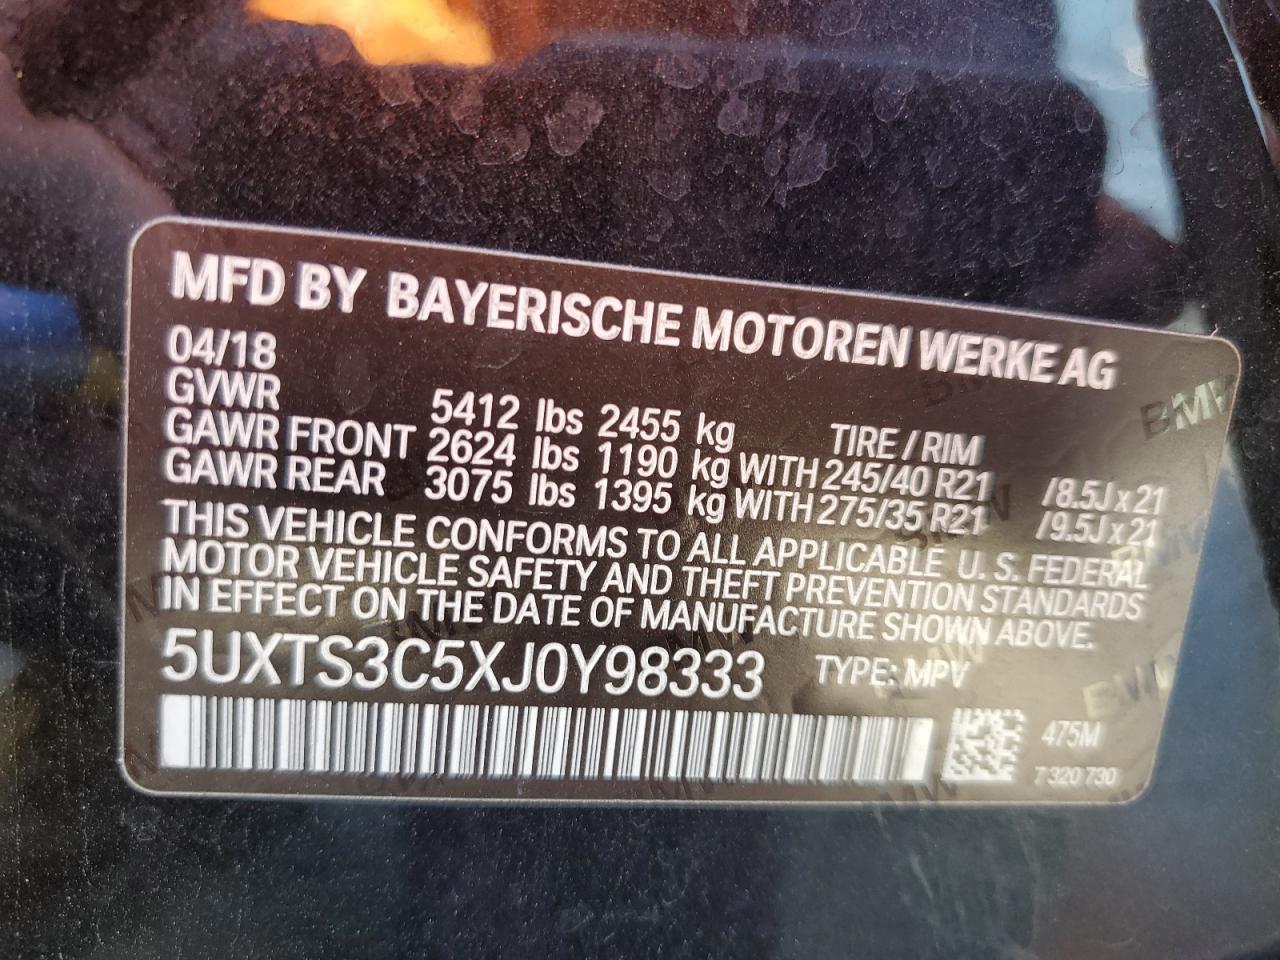 MFD BY BAYERISCHE MOTOREN WERKE AG
04/18
GVWR 5412 lbs 2455 kg TIRE / RIM
GAWR FRONT 2624 lbs 1190 kg WITH 245/40 R21 /8.5J x 21
GAWR REAR 3075 lbs 1395 kg WITH 275/35 R21 /9.5J x 21
THIS VEHICLE CONFORMS TO ALL APPLICABLE U. S. FEDERAL
MOTOR VEHICLE SAFETY AND THEFT PREVENTION STANDARDS
IN EFFECT ON THE DATE OF MANUFACTURE SHOWN ABOVE.
5UXTS3C5XJ0Y98333 TYPE: MPV
475M
7 320 730
BMW
BMW
BMW